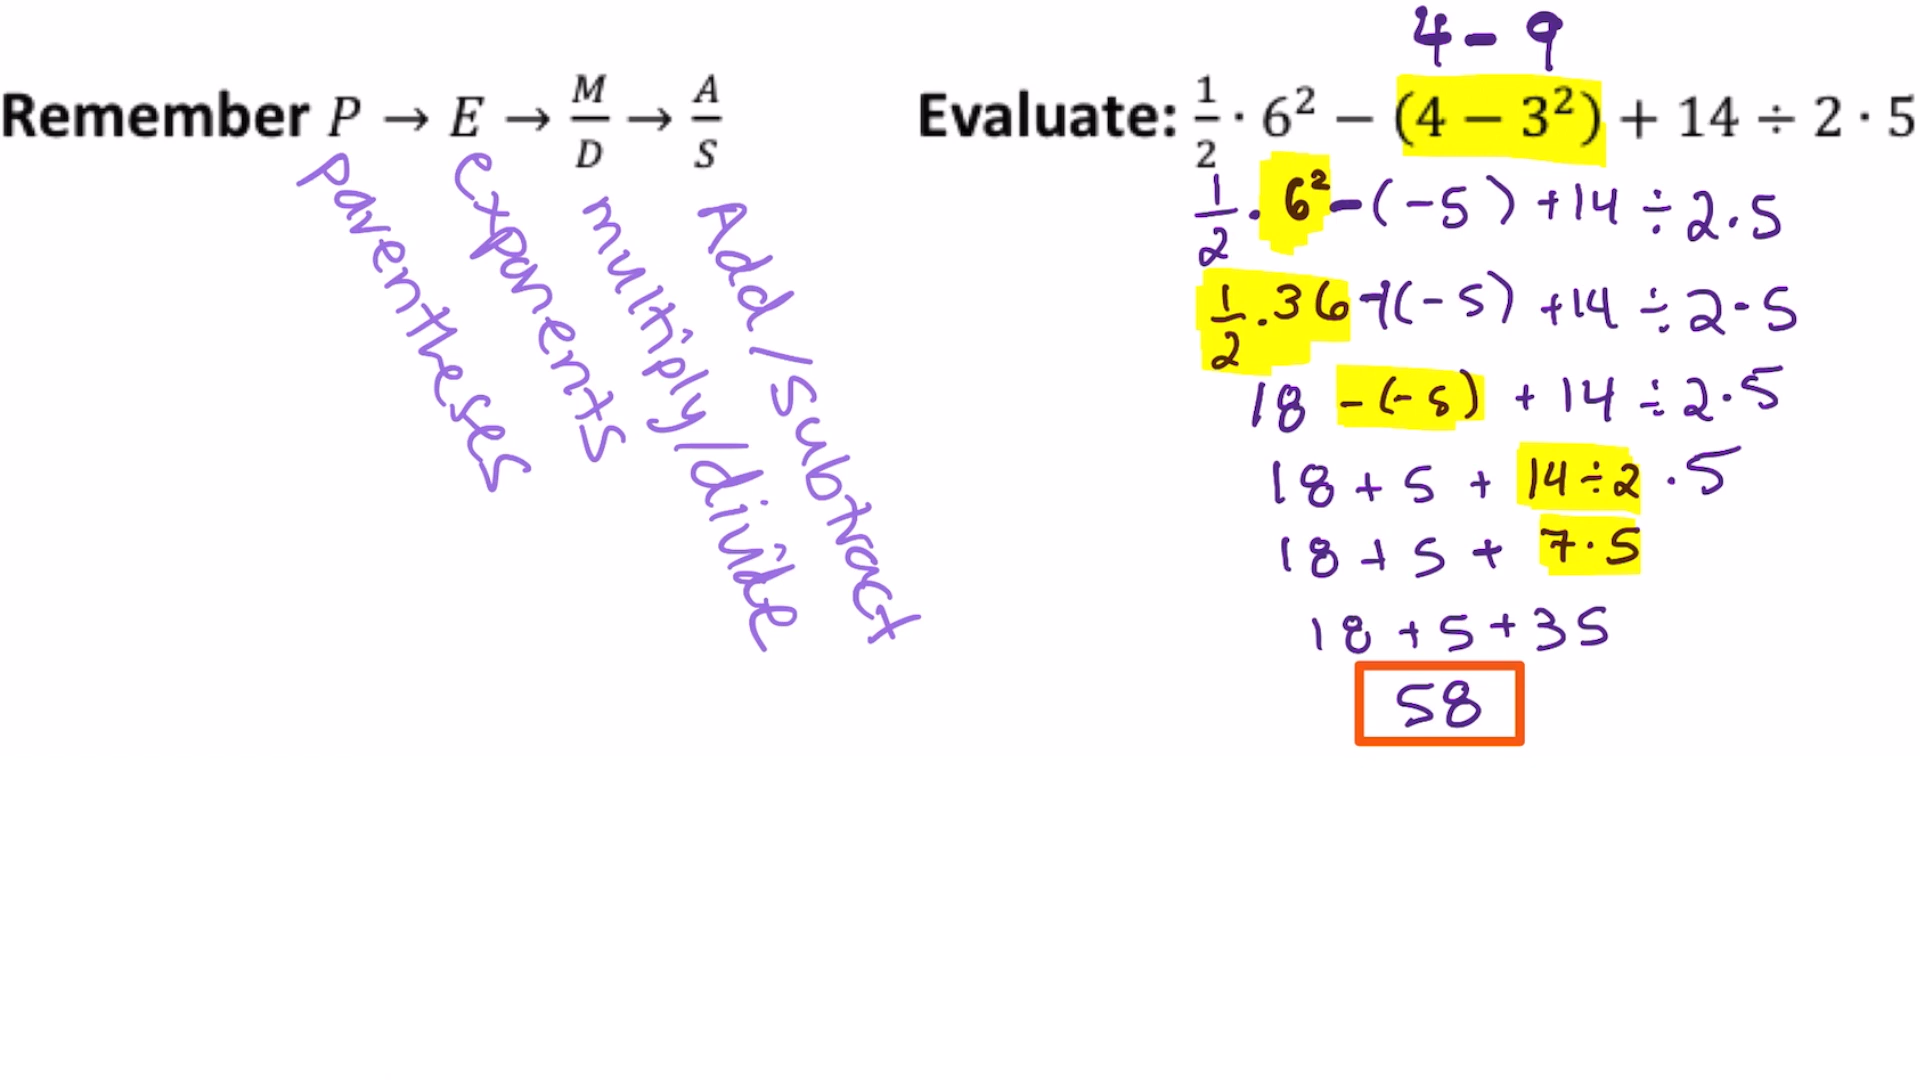 Remember P → E → M/D → A/S
parentheses
exponents
multiply/divide
Add/subtract
4 - 9
Evaluate: 1/2 · 6² − (4 − 3²) + 14 ÷ 2 · 5
1/2 · 6² - (-5) + 14 ÷ 2 · 5
1/2 · 36 - 1(-5) + 14 ÷ 2 · 5
18 - (-5) + 14 ÷ 2 · 5
18 + 5 + 14 ÷ 2 · 5
18 + 5 + 7 · 5
18 + 5 + 35
58